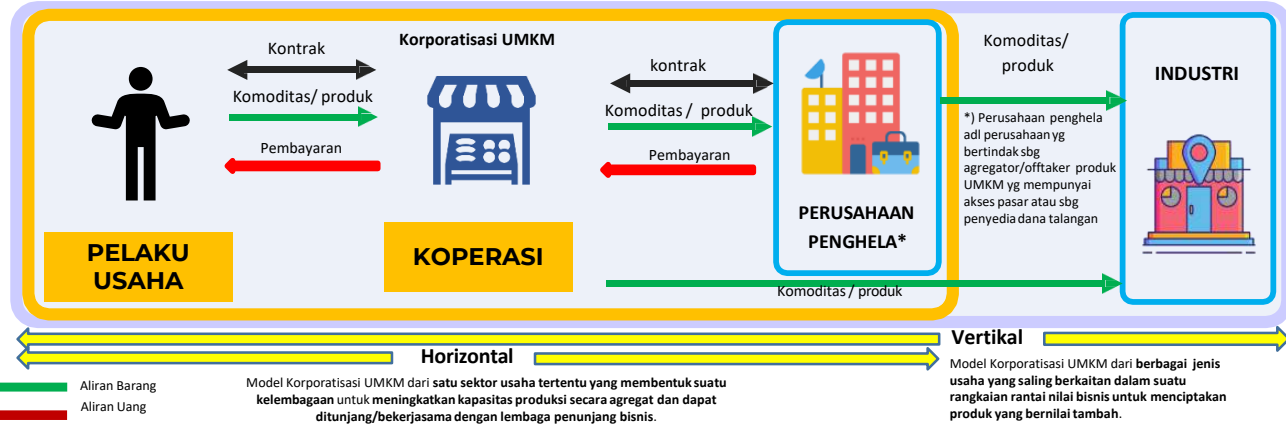 Kontrak
Komoditas/ produk
Pembayaran
PELAKU
USAHA
Korporatisasi UMKM
KOPERASI
kontrak
Komoditas / produk
Pembayaran
PERUSAHAAN
PENGHELA*
Komoditas / produk
Komoditas/
produk
*) Perusahaan penghela
adl perusahaan yg
bertindak sbg
agregator/offtaker produk
UMKM yg mempunyai
akses pasar atau sbg
penyedia dana talangan
INDUSTRI
Vertikal
Horizontal
Aliran Barang
Aliran Uang
Model Korporatisasi UMKM dari satu sektor usaha tertentu yang membentuk suatu
kelembagaan untuk meningkatkan kapasitas produksi secara agregat dan dapat
ditunjang/bekerjasama dengan lembaga penunjang bisnis.
Model Korporatisasi UMKM dari berbagai jenis
usaha yang saling berkaitan dalam suatu
rangkaian rantai nilai bisnis untuk menciptakan
produk yang bernilai tambah.